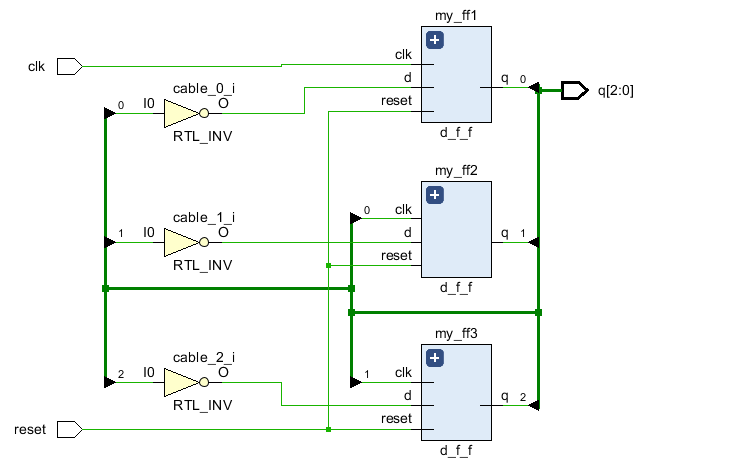 my_ff1
clk
clk
d
reset
q 0
q[2:0]
d_f_f
cable_0_i
0 I0 O
RTL_INV
my_ff2
0 clk
d
reset
q 1
d_f_f
cable_1_i
1 I0 O
RTL_INV
my_ff3
1 clk
d
reset
q 2
d_f_f
cable_2_i
2 I0 O
RTL_INV
reset